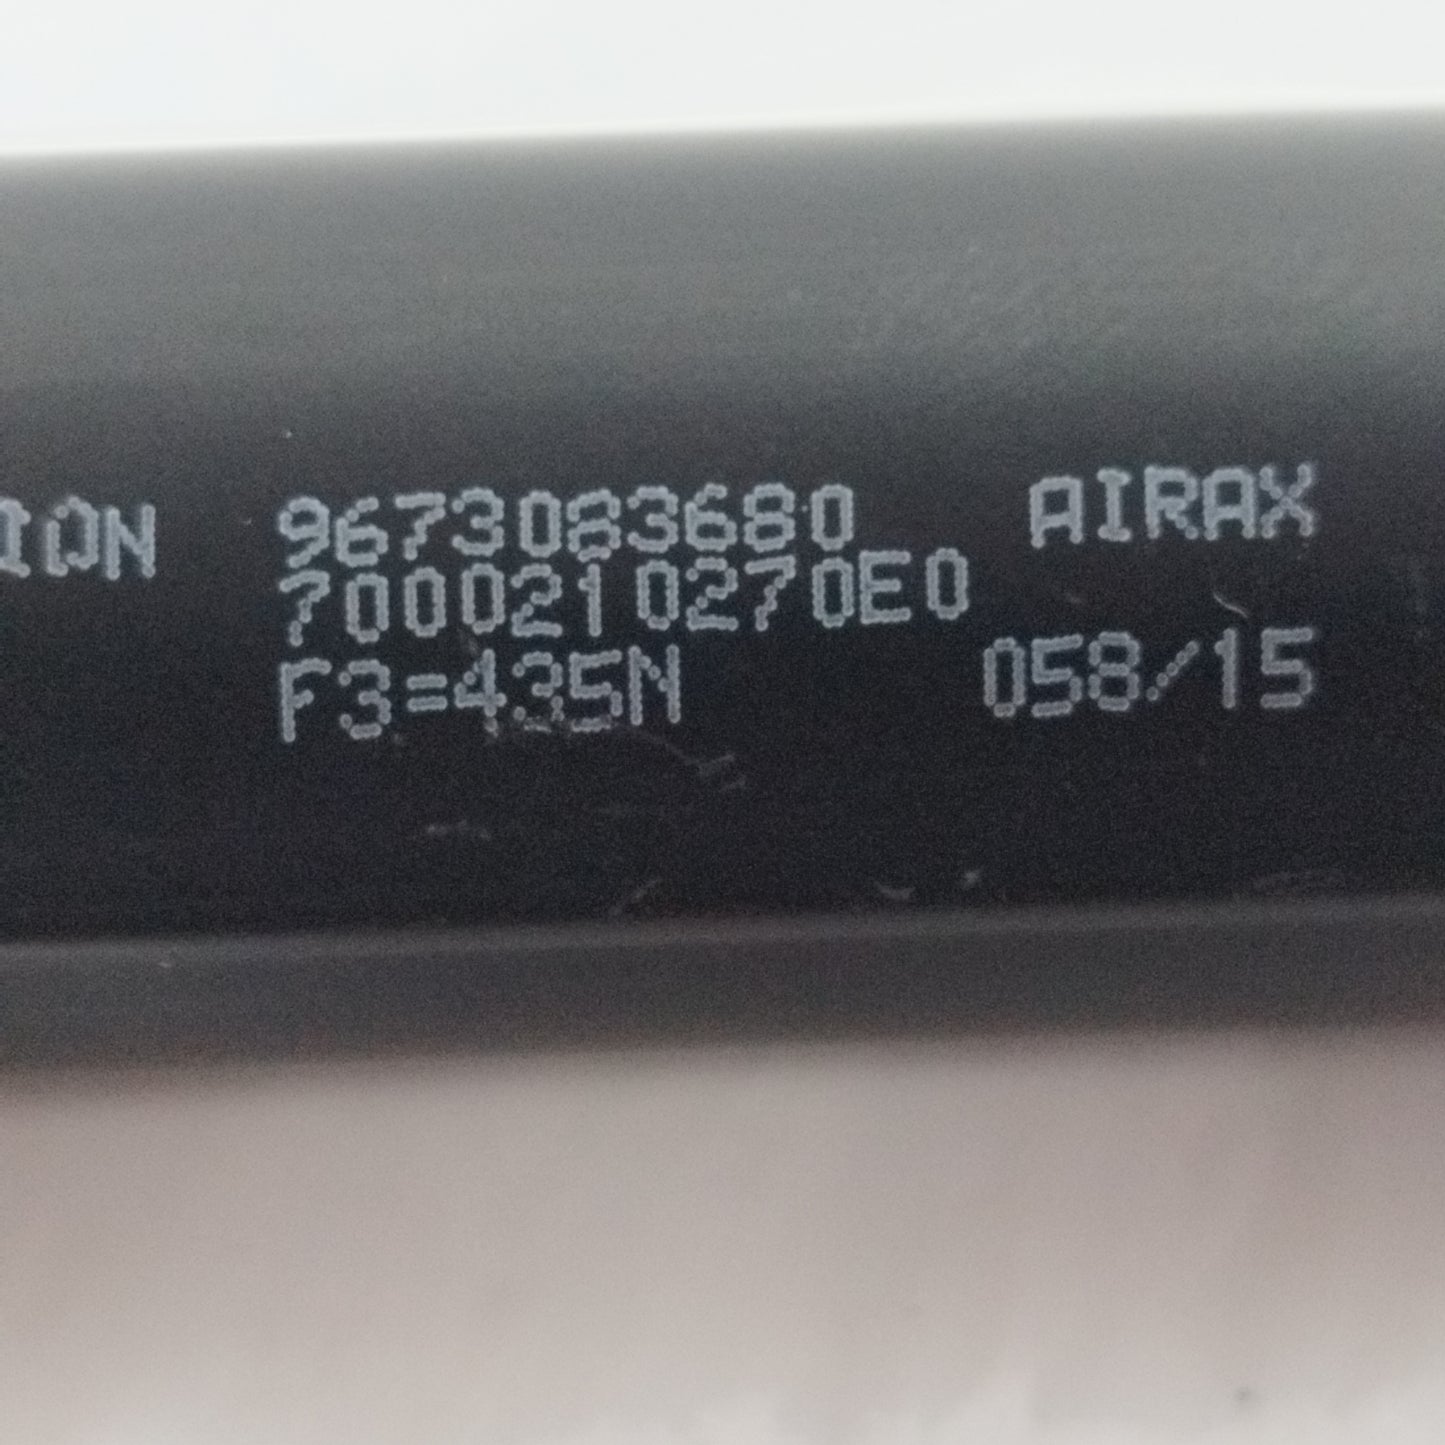 ION 9673083680 AIRAX
7000210270E0
F3=435N 058/15